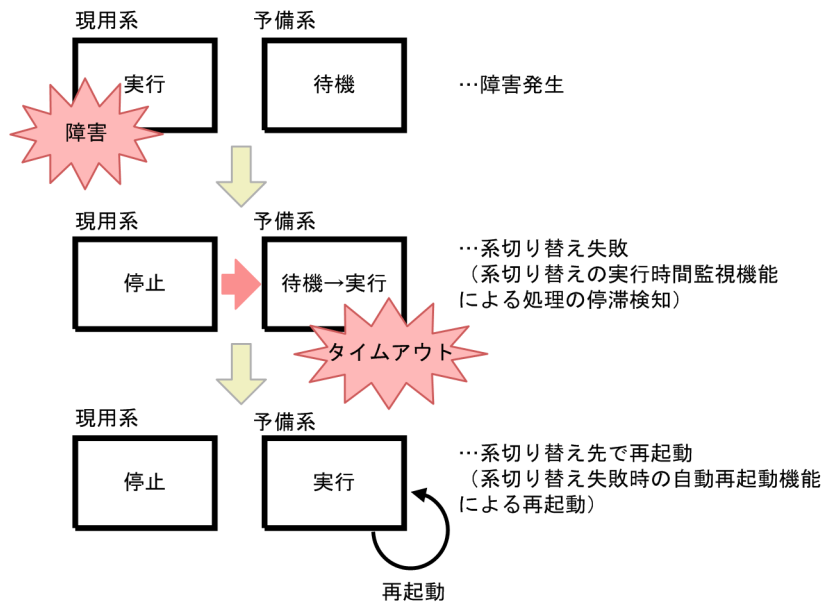 現用系
予備系
実行
待機
…障害発生
障害
現用系
予備系
停止
待機→実行
…系切り替え失敗
（系切り替えの実行時間監視機能
による処理の停滞検知）
タイムアウト
現用系
予備系
停止
実行
…系切り替え先で再起動
（系切り替え失敗時の自動再起動機能
による再起動）
再起動